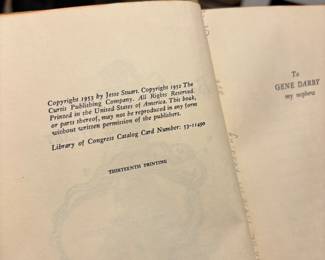 Copyright 1953 by Jesse Stuart. Copyright 1952 The
Curtis Publishing Company. All Rights Reserved.
Printed in the United States of America. This book,
or parts thereof, may not be reproduced in any form
without written permission of the publishers.
Library of Congress Catalog Card Number: 53-11490
THIRTEENTH PRINTING
To
GENE DARBY
my nephew